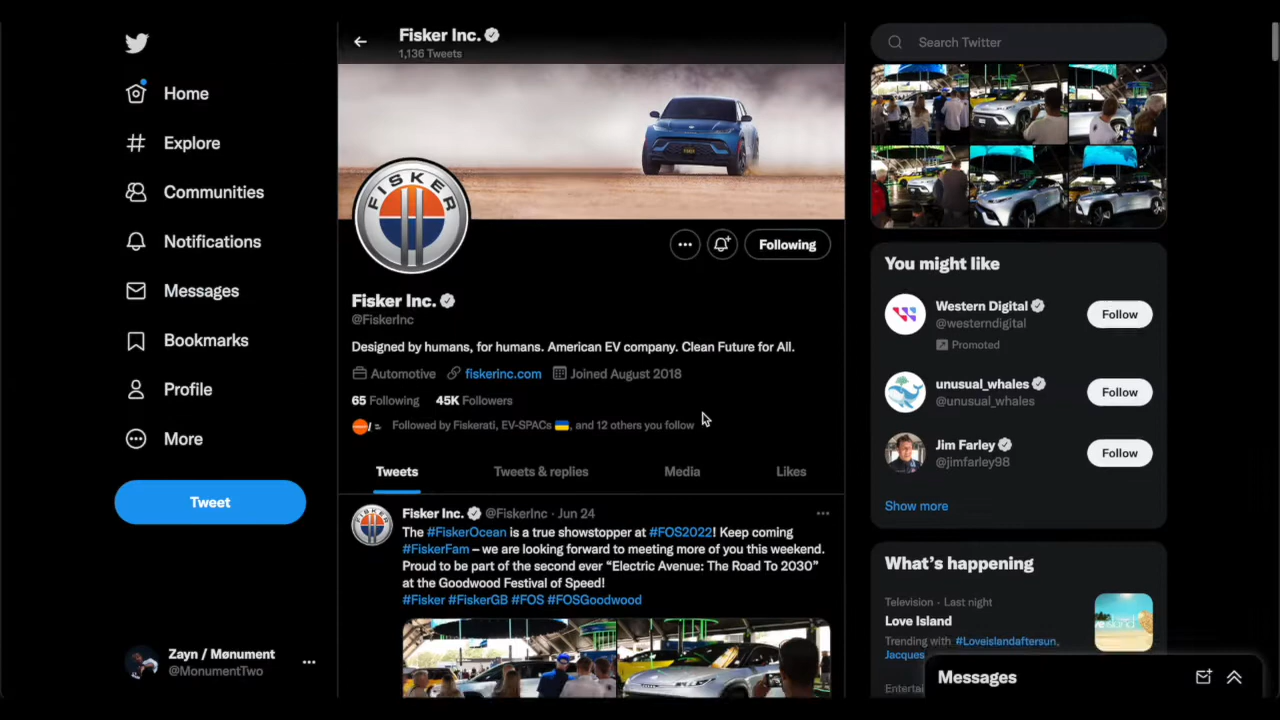 Home
Explore
Communities
Notifications
Messages
Bookmarks
Profile
More
Tweet
Zayn / Mønument
@MonumentTwo
Fisker Inc.
1,136 Tweets
FISKER
Following
Fisker Inc.
@FiskerInc
Designed by humans, for humans. American EV company. Clean Future for All.
Automotive fiskerinc.com Joined August 2018
65 Following 45K Followers
Followed by Fiskerati, EV-SPACs 🇺🇦, and 12 others you follow
Tweets Tweets & replies Media Likes
Fisker Inc. @FiskerInc · Jun 24
The #FiskerOcean is a true showstopper at #FOS2022! Keep coming
#FiskerFam – we are looking forward to meeting more of you this weekend.
Proud to be part of the second ever “Electric Avenue: The Road To 2030”
at the Goodwood Festival of Speed!
#Fisker #FiskerGB #FOS #FOSGoodwood
Search Twitter
You might like
Western Digital
@westerndigital
Promoted
Follow
unusual_whales
@unusual_whales
Follow
Jim Farley
@jimfarley98
Follow
Show more
What’s happening
Television · Last night
Love Island
Trending with #Loveislandaftersun,
Jacques
Messages